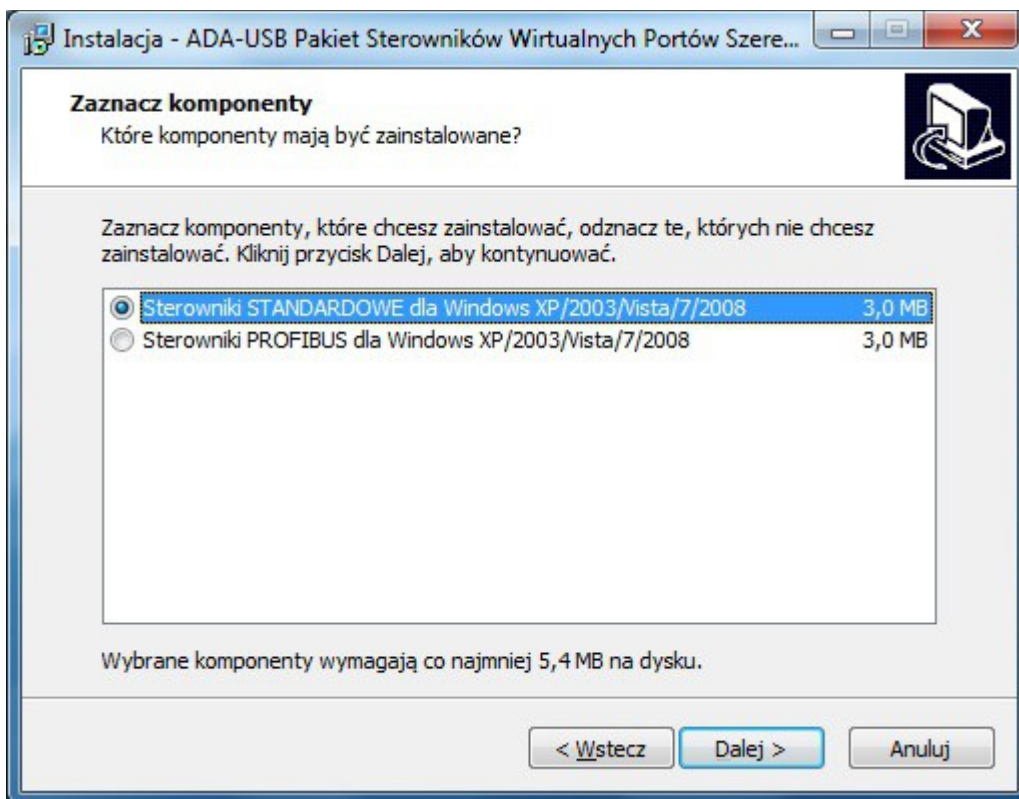 Instalacja - ADA-USB Pakiet Sterowników Wirtualnych Portów Szere...
Zaznacz komponenty
Które komponenty mają być zainstalowane?
Zaznacz komponenty, które chcesz zainstalować, odznacz te, których nie chcesz
zainstalować. Kliknij przycisk Dalej, aby kontynuować.
Sterowniki STANDARDOWE dla Windows XP/2003/Vista/7/2008 3,0 MB
Sterowniki PROFIBUS dla Windows XP/2003/Vista/7/2008 3,0 MB
Wybrane komponenty wymagają co najmniej 5,4 MB na dysku.
< Wstecz Dalej > Anuluj